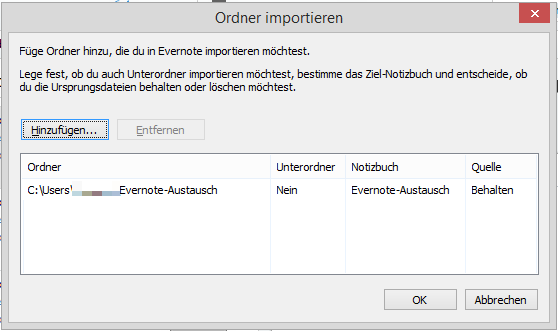 Ordner importieren
Füge Ordner hinzu, die du in Evernote importieren möchtest.
Lege fest, ob du auch Unterordner importieren möchtest, bestimme das Ziel-Notizbuch und entscheide, ob
du die Ursprungsdateien behalten oder löschen möchtest.
Hinzufügen... Entfernen
Ordner Unterordner Notizbuch Quelle
C:\Users\ Evernote-Austausch Nein Evernote-Austausch Behalten
OK Abbrechen